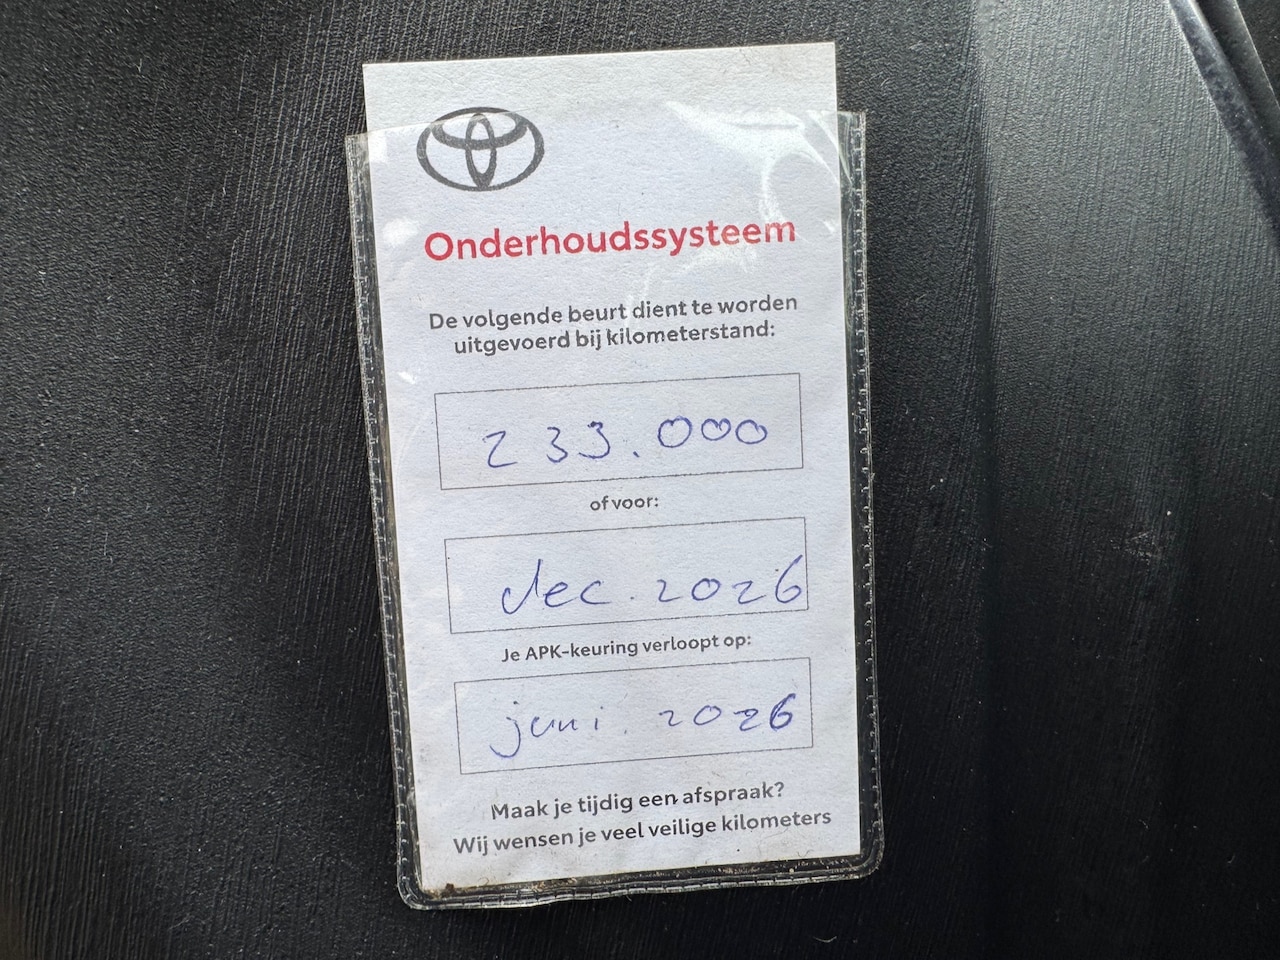 Onderhoudssysteem
De volgende beurt dient te worden
uitgevoerd bij kilometerstand:
233.000
of voor:
dec. 2026
Je APK-keuring verloopt op:
juni. 2026
Maak je tijdig een afspraak?
Wij wensen je veel veilige kilometers